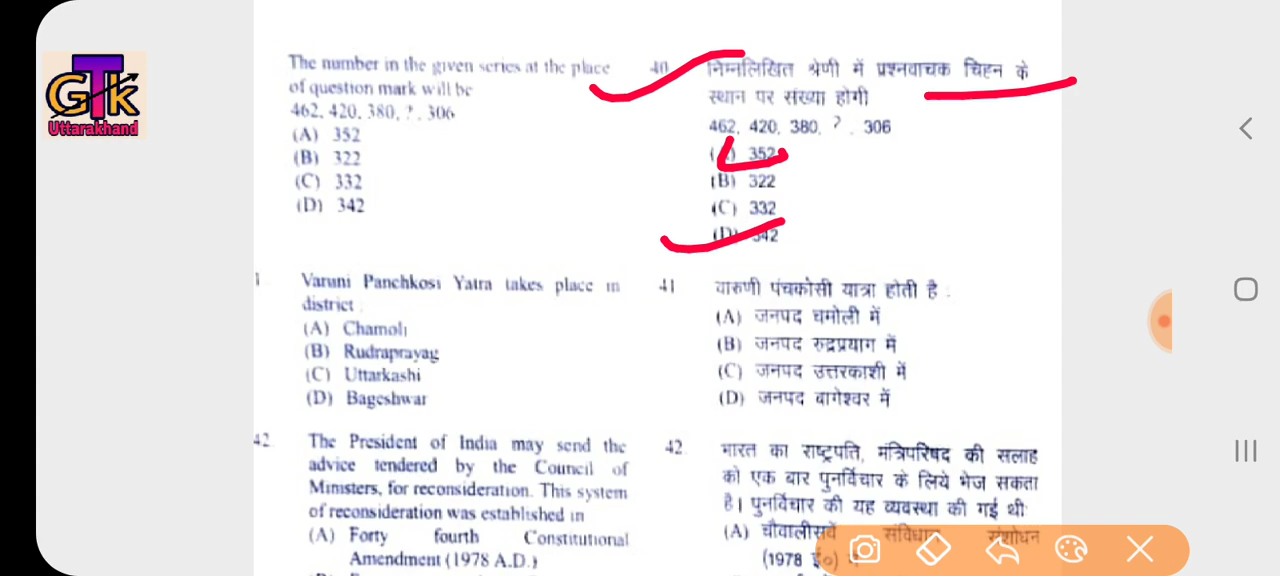 GTK
Uttarakhand
The number in the given series at the place
of question mark will be
462, 420, 380, ? , 306
(A) 352
(B) 322
(C) 332
(D) 342
40
निम्नलिखित श्रेणी में प्रश्नवाचक चिह्न के
स्थान पर संख्या होगी
462, 420, 380, ? , 306
(A) 352
(B) 322
(C) 332
(D) 342
1
Varuni Panchkosi Yatra takes place in
district :
(A) Chamoli
(B) Rudraprayag
(C) Uttarkashi
(D) Bageshwar
41
वारुणी पंचकोसी यात्रा होती है :
(A) जनपद चमोली में
(B) जनपद रुद्रप्रयाग में
(C) जनपद उत्तरकाशी में
(D) जनपद बागेश्वर में
42
The President of India may send the
advice tendered by the Council of
Ministers, for reconsideration. This system
of reconsideration was established in
(A) Forty fourth Constitutional
Amendment (1978 A.D.)
42.
भारत का राष्ट्रपति, मंत्रिपरिषद की सलाह
को एक बार पुनर्विचार के लिये भेज सकता
है। पुनर्विचार की यह व्यवस्था की गई थी
(A) चौवालीसवें संविधान संशोधन
(1978 ई०) में